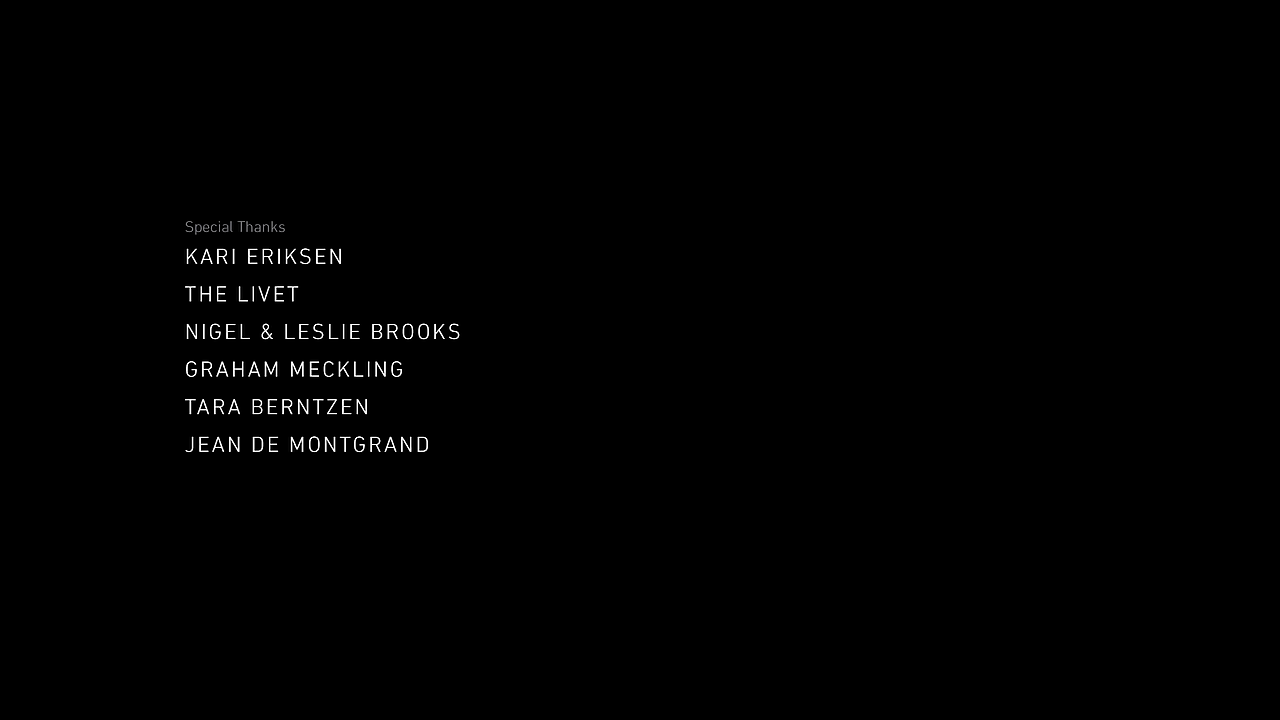 Special Thanks
KARI ERIKSEN
THE LIVET
NIGEL & LESLIE BROOKS
GRAHAM MECKLING
TARA BERNTZEN
JEAN DE MONTGRAND